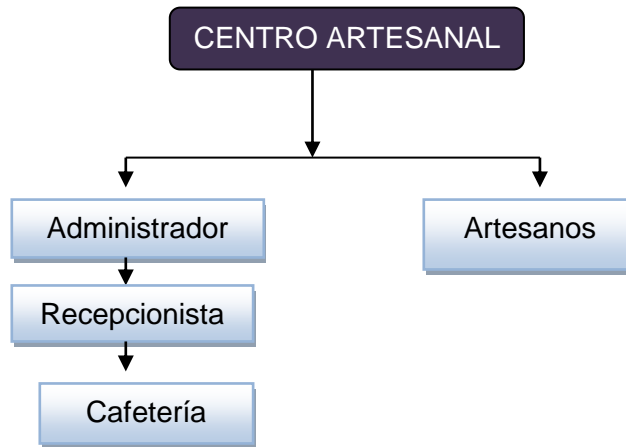 CENTRO ARTESANAL
Administrador
Artesanos
Recepcionista
Cafetería